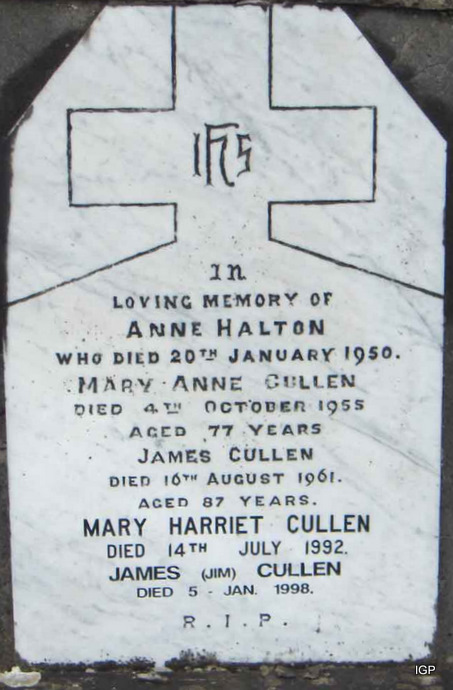 IHS
In
LOVING MEMORY OF
ANNE HALTON
WHO DIED 20TH JANUARY 1950.
MARY ANNE CULLEN
DIED 4TH OCTOBER 1955
AGED 77 YEARS
JAMES CULLEN
DIED 16TH AUGUST 1961.
AGED 87 YEARS.
MARY HARRIET CULLEN
DIED 14TH JULY 1992.
JAMES (JIM) CULLEN
DIED 5 - JAN. 1998.
R.I.P.
IGP